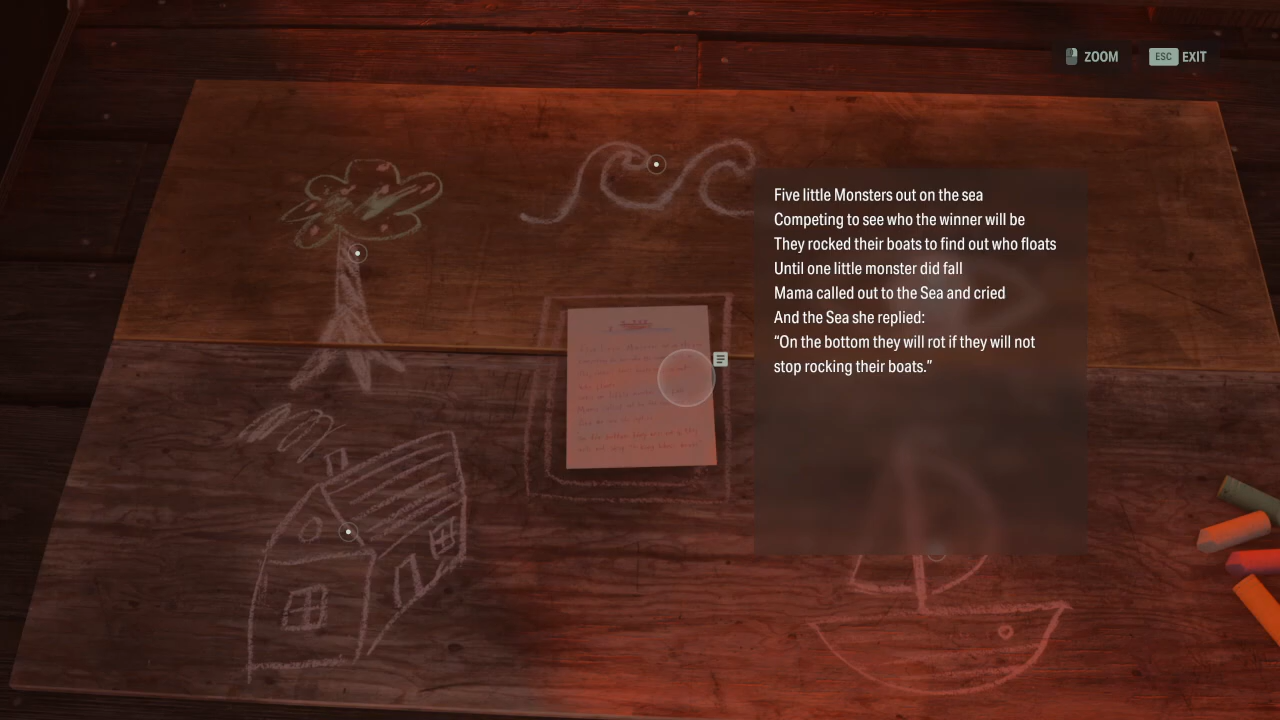 ZOOM
ESC EXIT
Five little Monsters out on the sea
Competing to see who the winner will be
They rocked their boats to find out who floats
Until one little monster did fall
Mama called out to the Sea and cried
And the Sea she replied:
“On the bottom they will rot if they will not
stop rocking their boats.”